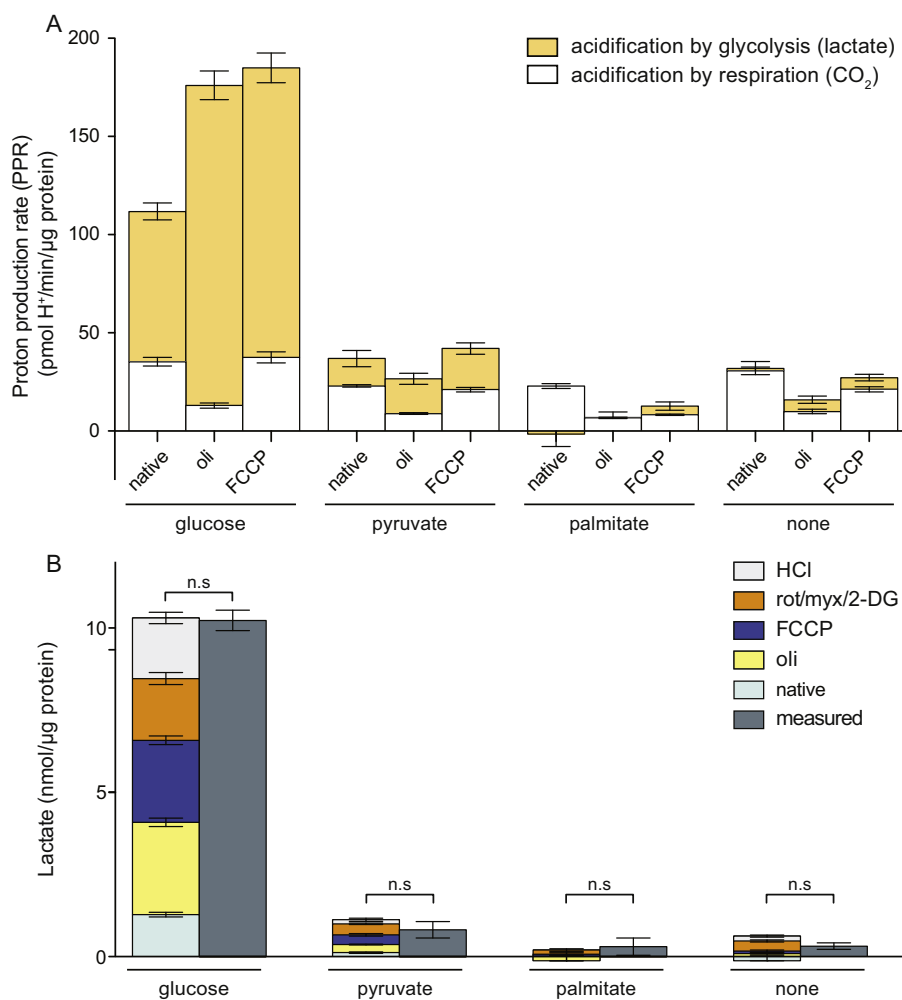 A
200
150
100
50
0
Proton production rate (PPR)
(pmol H⁺/min/µg protein)
acidification by glycolysis (lactate)
acidification by respiration (CO₂)
native oli FCCP native oli FCCP native oli FCCP native oli FCCP
glucose pyruvate palmitate none
B
10
5
0
Lactate (nmol/µg protein)
n.s
n.s n.s n.s
HCl
rot/myx/2-DG
FCCP
oli
native
measured
glucose pyruvate palmitate none